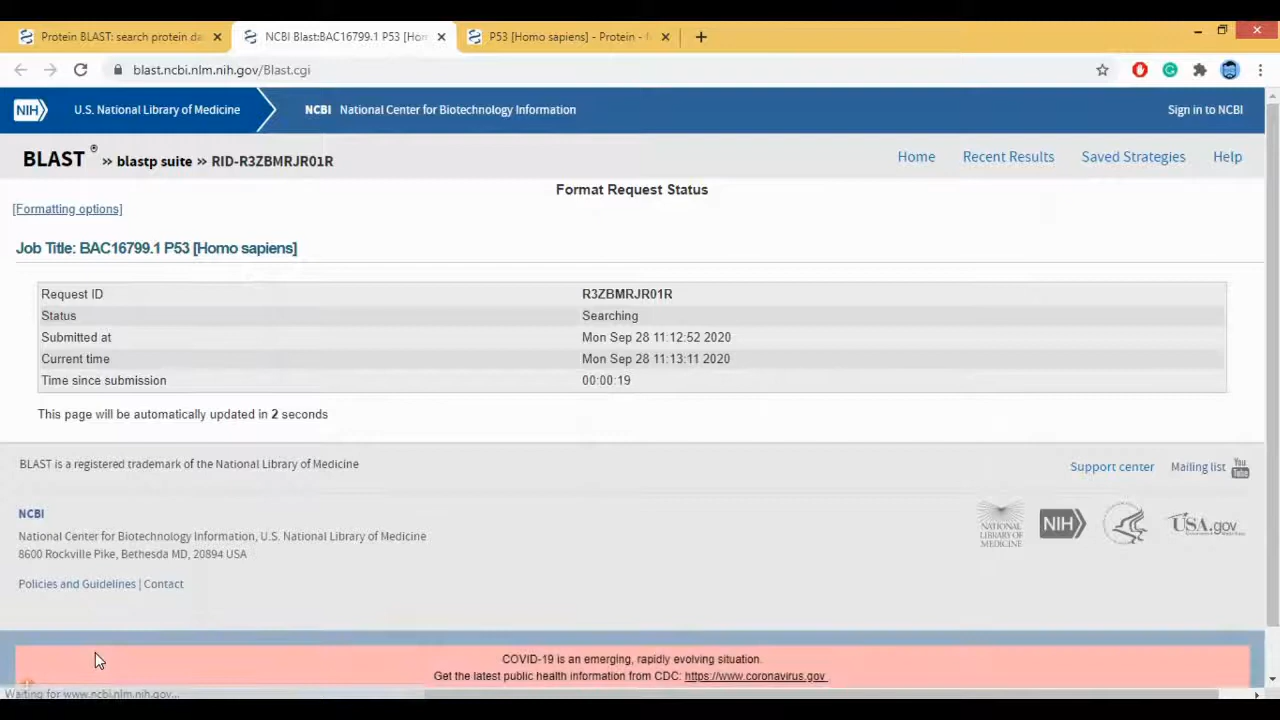 Protein BLAST: search protein da
NCBI Blast:BAC16799.1 P53 [Hom
P53 [Homo sapiens] - Protein -
blast.ncbi.nlm.nih.gov/Blast.cgi
NIH U.S. National Library of Medicine NCBI National Center for Biotechnology Information Sign in to NCBI
BLAST ® » blastp suite » RID-R3ZBMRJR01R Home Recent Results Saved Strategies Help
Format Request Status
[Formatting options]
Job Title: BAC16799.1 P53 [Homo sapiens]
Request ID R3ZBMRJR01R
Status Searching
Submitted at Mon Sep 28 11:12:52 2020
Current time Mon Sep 28 11:13:11 2020
Time since submission 00:00:19
This page will be automatically updated in 2 seconds
BLAST is a registered trademark of the National Library of Medicine Support center Mailing list You Tube
NCBI
National Center for Biotechnology Information, U.S. National Library of Medicine
8600 Rockville Pike, Bethesda MD, 20894 USA
NATIONAL LIBRARY OF MEDICINE NIH USA.gov
Policies and Guidelines | Contact
COVID-19 is an emerging, rapidly evolving situation.
Get the latest public health information from CDC: https://www.coronavirus.gov
Waiting for www.ncbi.nlm.nih.gov...